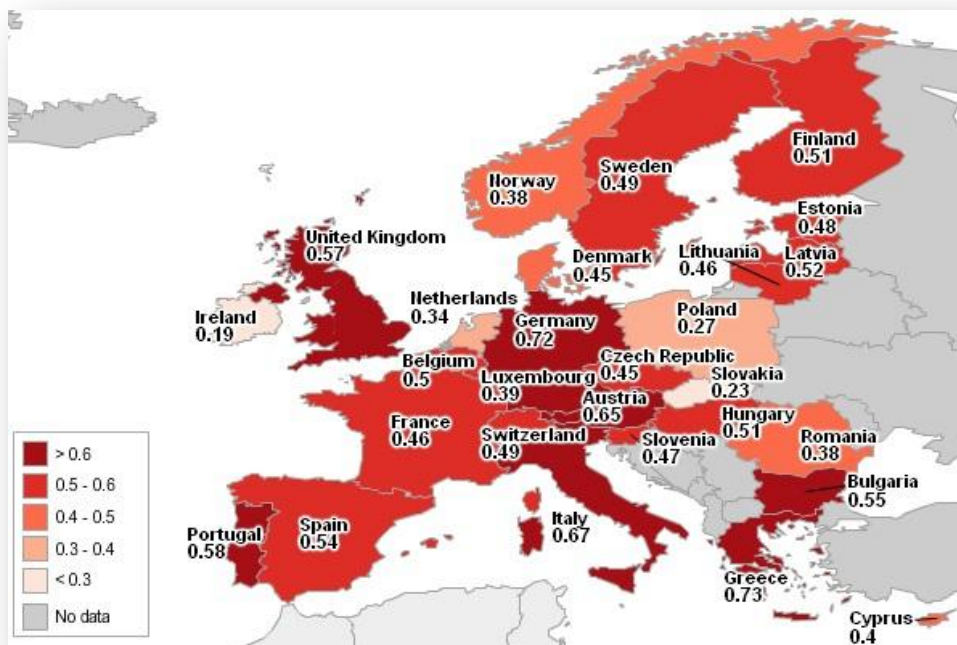 Norway
0.38
Sweden
0.49
Finland
0.51
Estonia
0.48
Latvia
0.52
Lithuania
0.46
Denmark
0.45
United Kingdom
0.57
Ireland
0.19
Netherlands
0.34
Germany
0.72
Poland
0.27
Belgium
0.5
Luxembourg
0.39
Czech Republic
0.45
Slovakia
0.23
Austria
0.65
Hungary
0.51
Romania
0.38
France
0.46
Switzerland
0.49
Slovenia
0.47
Bulgaria
0.55
Portugal
0.58
Spain
0.54
Italy
0.67
Greece
0.73
Cyprus
0.4
> 0.6
0.5 - 0.6
0.4 - 0.5
0.3 - 0.4
< 0.3
No data